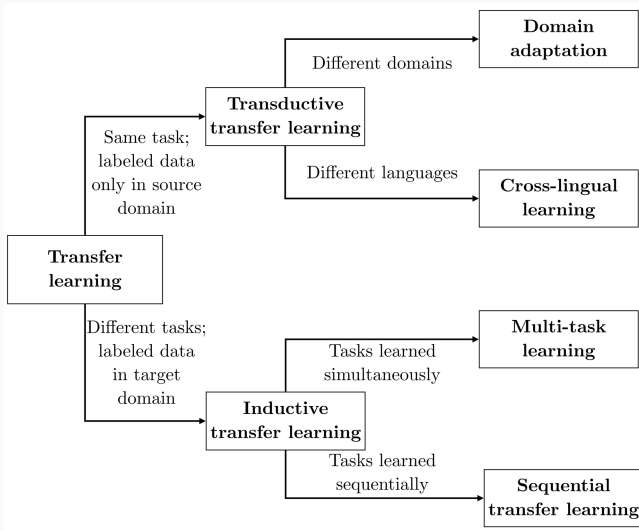 Domain
adaptation
Different domains
Transductive
transfer learning
Same task;
labeled data
only in source
domain
Different languages
Cross-lingual
learning
Transfer
learning
Different tasks;
labeled data
in target
domain
Multi-task
learning
Tasks learned
simultaneously
Inductive
transfer learning
Tasks learned
sequentially
Sequential
transfer learning